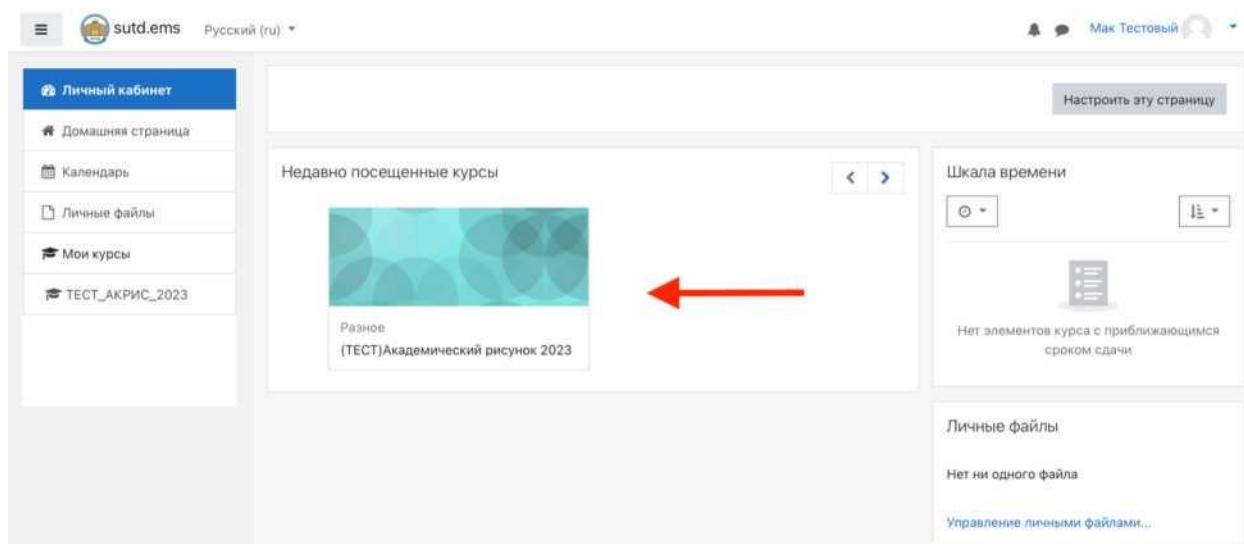 sutd.ems
Русский (ru)
Мак Тестовый
Личный кабинет
Домашняя страница
Календарь
Личные файлы
Мои курсы
ТЕСТ_АКРИС_2023
Настроить эту страницу
Недавно посещенные курсы
Разное
(ТЕСТ)Академический рисунок 2023
Шкала времени
Нет элементов курса с приближающимся
сроком сдачи
Личные файлы
Нет ни одного файла
Управление личными файлами...